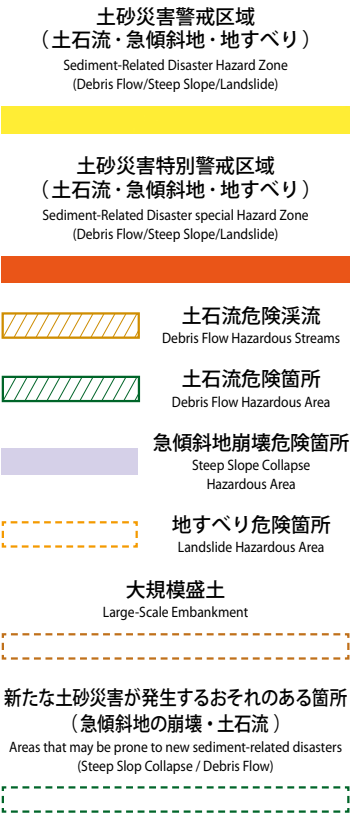 土砂災害警戒区域
（土石流・急傾斜地・地すべり）
Sediment-Related Disaster Hazard Zone
(Debris Flow/Steep Slope/Landslide)
土砂災害特別警戒区域
（土石流・急傾斜地・地すべり）
Sediment-Related Disaster special Hazard Zone
(Debris Flow/Steep Slope/Landslide)
土石流危険渓流
Debris Flow Hazardous Streams
土石流危険箇所
Debris Flow Hazardous Area
急傾斜地崩壊危険箇所
Steep Slope Collapse
Hazardous Area
地すべり危険箇所
Landslide Hazardous Area
大規模盛土
Large-Scale Embankment
新たな土砂災害が発生するおそれのある箇所
（急傾斜地の崩壊・土石流）
Areas that may be prone to new sediment-related disasters
(Steep Slop Collapse / Debris Flow)